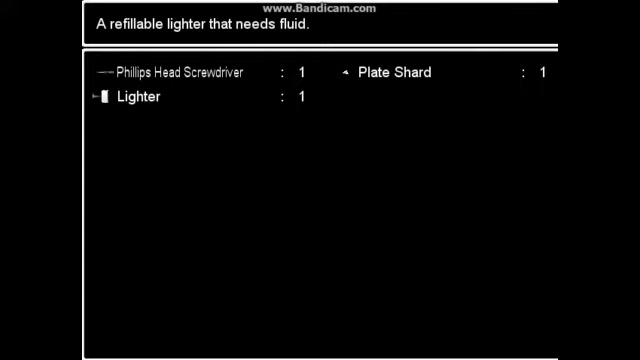 www.Bandicam.com
A refillable lighter that needs fluid.
Phillips Head Screwdriver : 1 Plate Shard : 1
Lighter : 1